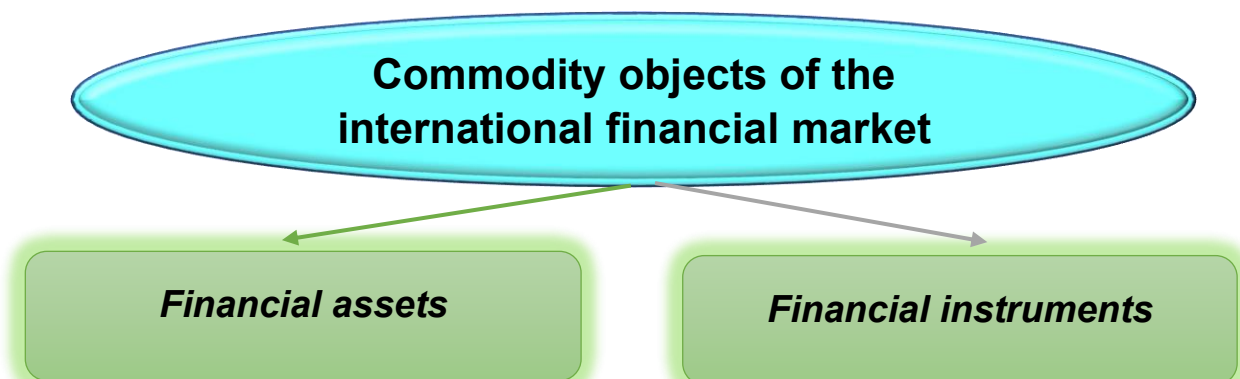 Commodity objects of the
international financial market
Financial assets
Financial instruments